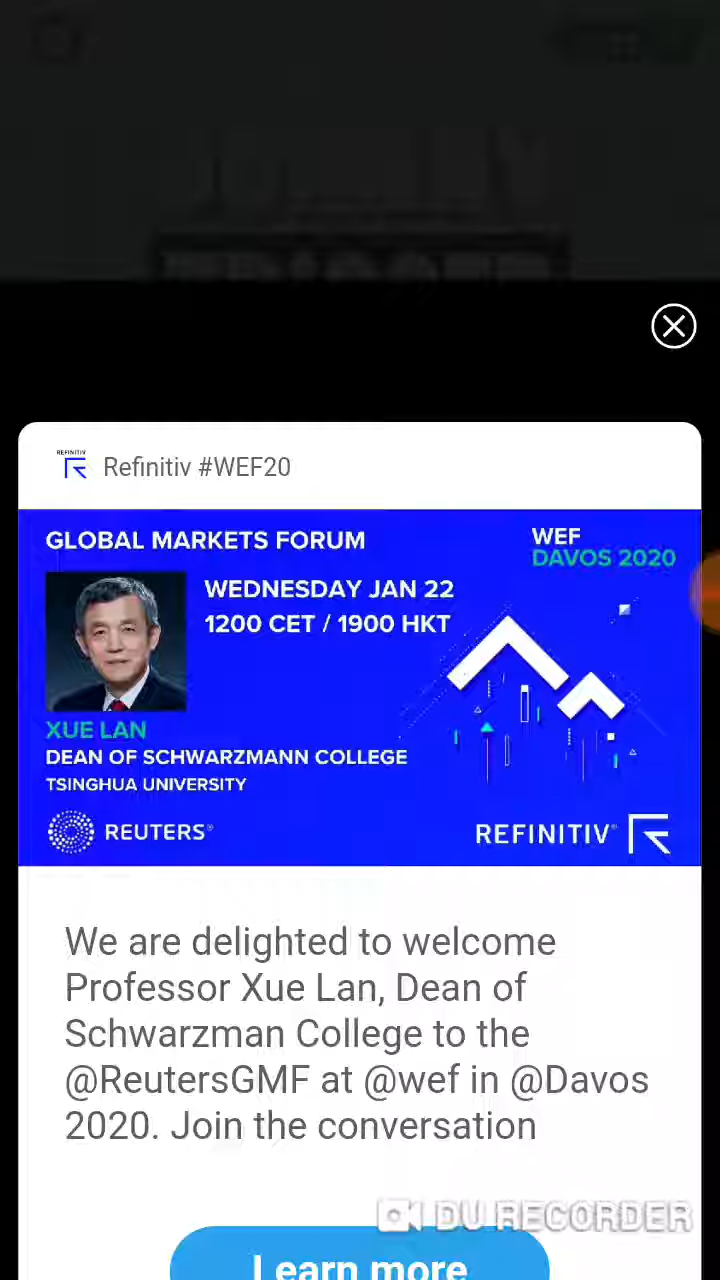 REFINITIV
Refinitiv #WEF20
GLOBAL MARKETS FORUM
WEF
DAVOS 2020
WEDNESDAY JAN 22
1200 CET / 1900 HKT
XUE LAN
DEAN OF SCHWARZMANN COLLEGE
TSINGHUA UNIVERSITY
REUTERS®
REFINITIV®
We are delighted to welcome
Professor Xue Lan, Dean of
Schwarzman College to the
@ReutersGMF at @wef in @Davos
2020. Join the conversation
DU RECORDER
Learn more